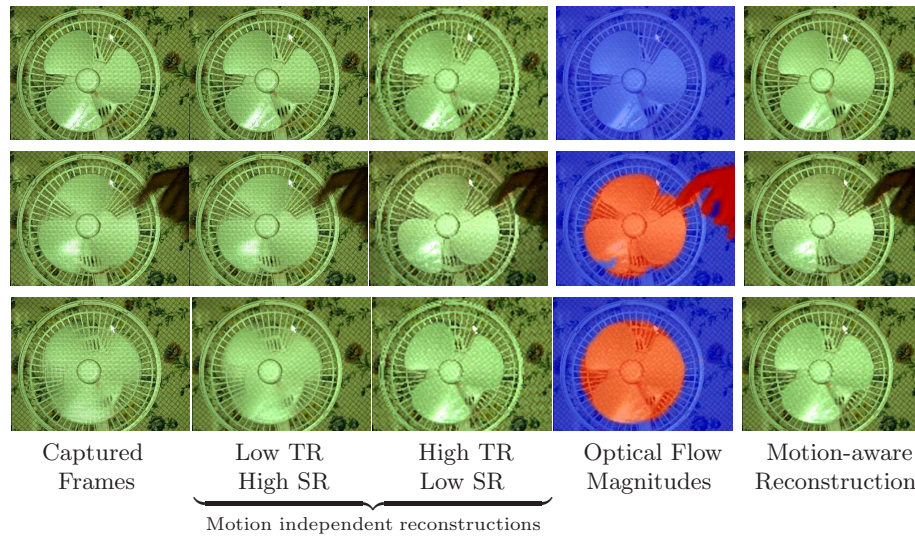 Captured
Frames
Low TR
High SR
High TR
Low SR
Optical Flow
Magnitudes
Motion-aware
Reconstruction
Motion independent reconstructions